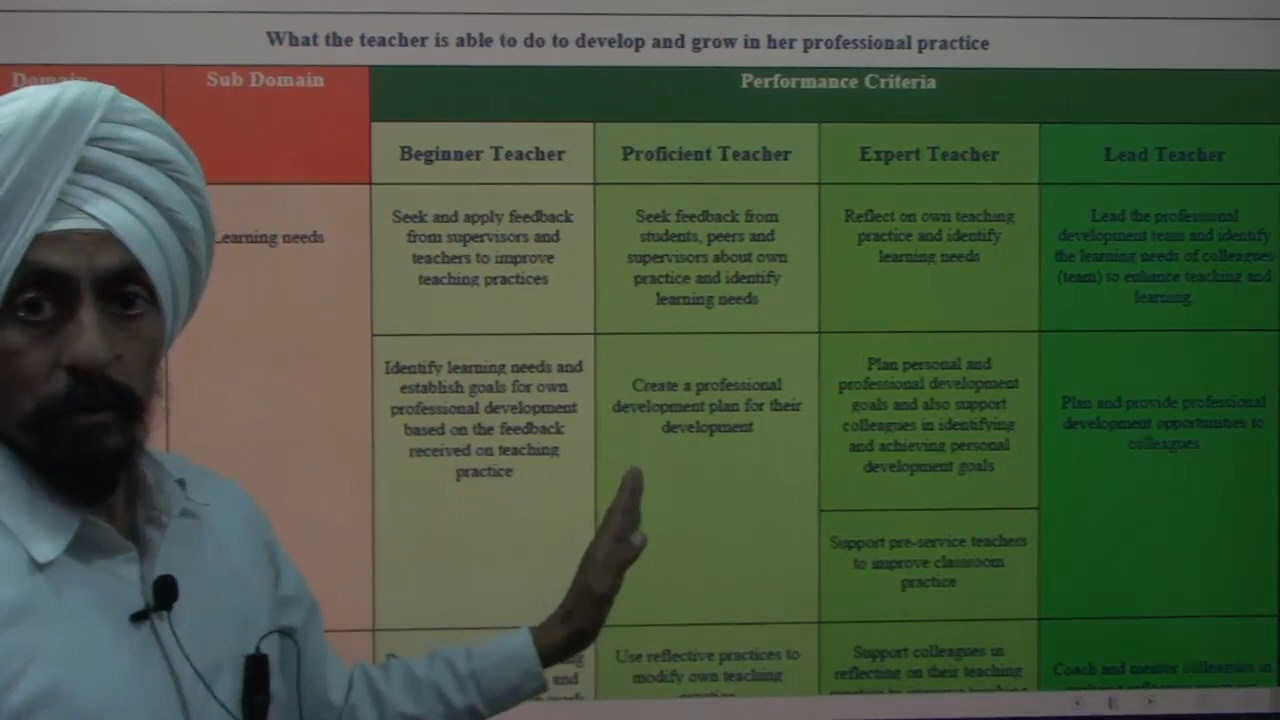 What the teacher is able to do to develop and grow in her professional practice
Domain
Sub Domain
Performance Criteria
Beginner Teacher
Proficient Teacher
Expert Teacher
Lead Teacher
Learning needs
Seek and apply feedback
from supervisors and
teachers to improve
teaching practices
Seek feedback from
students, peers and
supervisors about own
practice and identify
learning needs
Reflect on own teaching
practice and identify
learning needs
Lead the professional
development team and identify
the learning needs of colleagues
(team) to enhance teaching and
learning.
Identify learning needs and
establish goals for own
professional development
based on the feedback
received on teaching
practice
Create a professional
development plan for their
development
Plan personal and
professional development
goals and also support
colleagues in identifying
and achieving personal
development goals
Plan and provide professional
development opportunities to
colleagues
Support pre-service teachers
to improve classroom
practice
and
Use reflective practices to
modify own teaching
Support colleagues in
reflecting on their teaching
Coach and mentor colleagues in